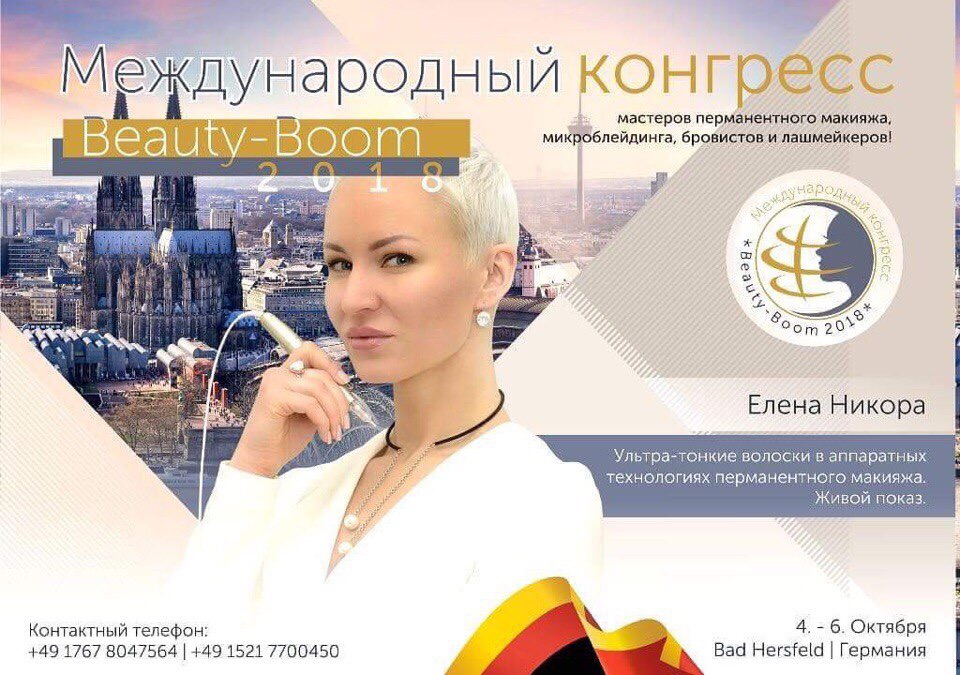 Международный конгресс
мастеров перманентного макияжа,
микроблейдинга, бровистов и лашмейкеров!
Beauty-Boom
2018
Международный конгресс
*Beauty-Boom 2018*
Елена Никора
Ультра-тонкие волоски в аппаратных
технологиях перманентного макияжа.
Живой показ.
Контактный телефон:
+49 1767 8047564 | +49 1521 7700450
4. - 6. Октября
Bad Hersfeld | Германия